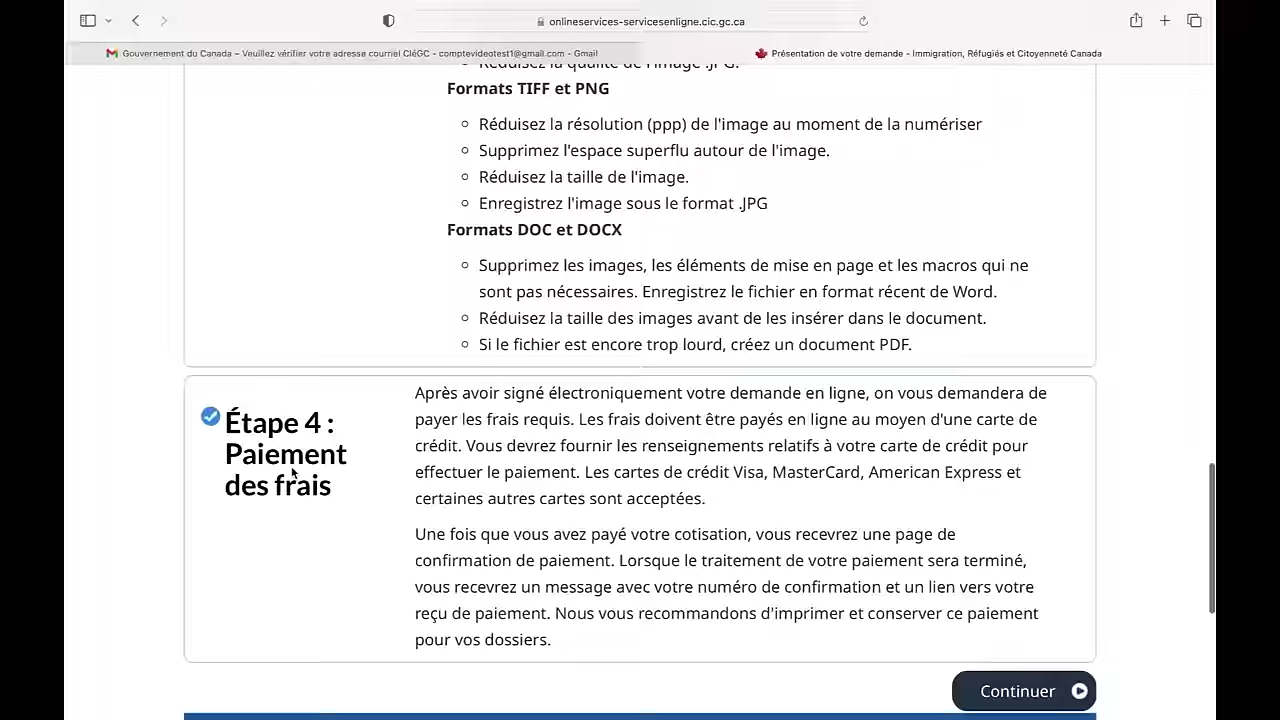 onlineservices-servicesenligne.cic.gc.ca
Gouvernement du Canada – Veuillez vérifier votre adresse courriel CléGC - comptevideotest1@gmail.com - Gmail
Présentation de votre demande - Immigration, Réfugiés et Citoyenneté Canada
Réduisez la qualité de l'image .JPG.
Formats TIFF et PNG
Réduisez la résolution (ppp) de l'image au moment de la numériser
Supprimez l'espace superflu autour de l'image.
Réduisez la taille de l'image.
Enregistrez l'image sous le format .JPG
Formats DOC et DOCX
Supprimez les images, les éléments de mise en page et les macros qui ne
sont pas nécessaires. Enregistrez le fichier en format récent de Word.
Réduisez la taille des images avant de les insérer dans le document.
Si le fichier est encore trop lourd, créez un document PDF.
Étape 4 :
Paiement
des frais
Après avoir signé électroniquement votre demande en ligne, on vous demandera de
payer les frais requis. Les frais doivent être payés en ligne au moyen d'une carte de
crédit. Vous devrez fournir les renseignements relatifs à votre carte de crédit pour
effectuer le paiement. Les cartes de crédit Visa, MasterCard, American Express et
certaines autres cartes sont acceptées.
Une fois que vous avez payé votre cotisation, vous recevrez une page de
confirmation de paiement. Lorsque le traitement de votre paiement sera terminé,
vous recevrez un message avec votre numéro de confirmation et un lien vers votre
reçu de paiement. Nous vous recommandons d'imprimer et conserver ce paiement
pour vos dossiers.
Continuer